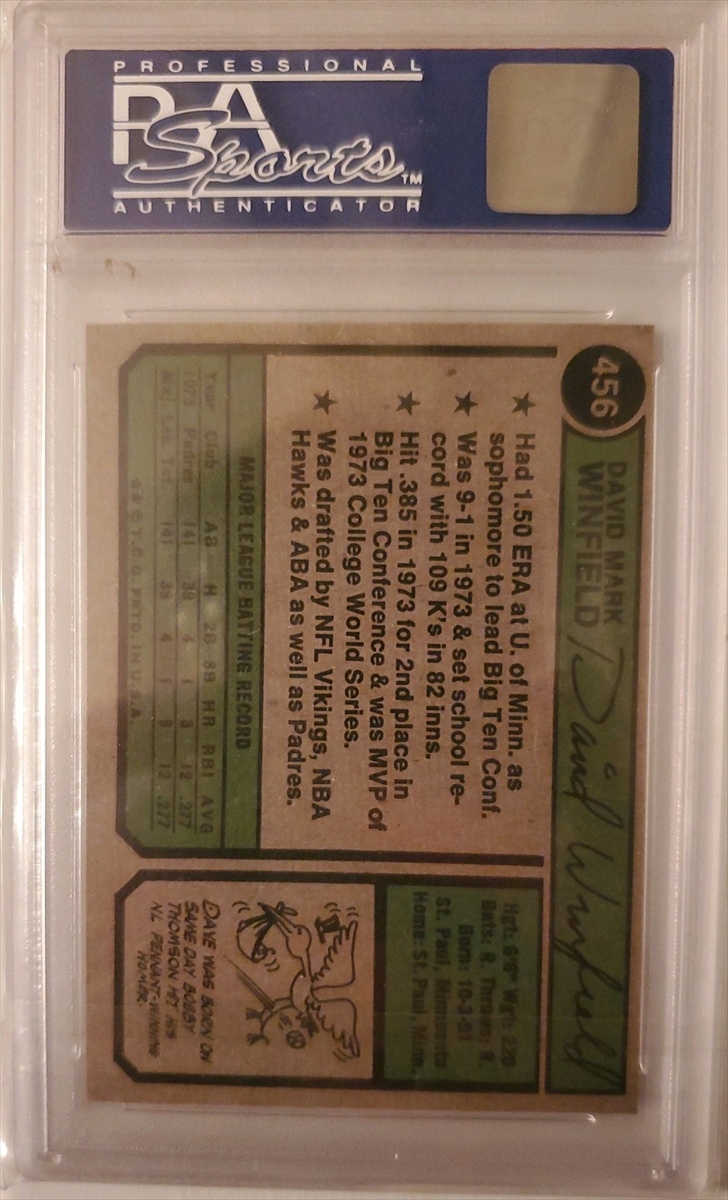 PROFESSIONAL
PSA
Sports™
AUTHENTICATOR
456
DAVID MARK
WINFIELD
David Winfield
★ Had 1.50 ERA at U. of Minn. as
sophomore to lead Big Ten Conf.
★ Was 9-1 in 1973 & set school re-
cord with 109 K's in 82 inns.
★ Hit .385 in 1973 for 2nd place in
Big Ten Conference & was MVP of
1973 College World Series.
★ Was drafted by NFL Vikings, NBA
Hawks & ABA as well as Padres.
MAJOR LEAGUE BATTING RECORD
Year Club AB H 2B 3B HR RBI AVG
1973 Padres 141 39 4 1 3 12 .277
Maj. Lea. Tot. 141 39 4 1 3 12 .277
© T.C.G. PRTD. IN U.S.A.
Hgt: 6'6" Wgt: 220
Bats: R. Throws: R.
Born: 10-3-51
St. Paul, Minnesota
Home: St. Paul, Minn.
DAVE WAS BORN ON
SAME DAY BOBBY
THOMSON HIT HIS
NL PENNANT-WINNING
HOMER.